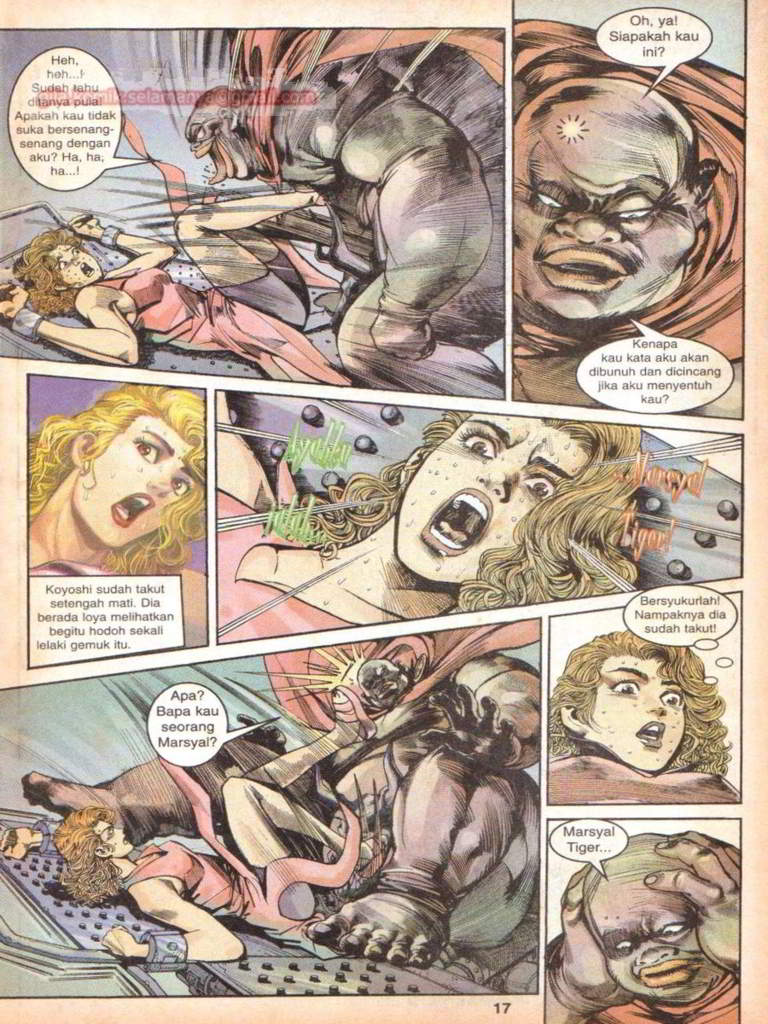 Heh,
heh...!
Sudah tahu
ditanya pula!
Apakah kau tidak
suka bersenang-
senang dengan
aku? Ha, ha,
ha...!
Oh, ya!
Siapakah kau
ini?
Kenapa
kau kata aku akan
dibunuh dan dicincang
jika aku menyentuh
kau?
Koyoshi sudah takut
setengah mati. Dia
berada loya melihatkan
begitu hodoh sekali
lelaki gemuk itu.
Ayahku
ialah
...Marsyal
Tiger!
Bersyukurlah!
Nampaknya dia
sudah takut!
Apa?
Bapa kau
seorang
Marsyal?
Marsyal
Tiger...
17